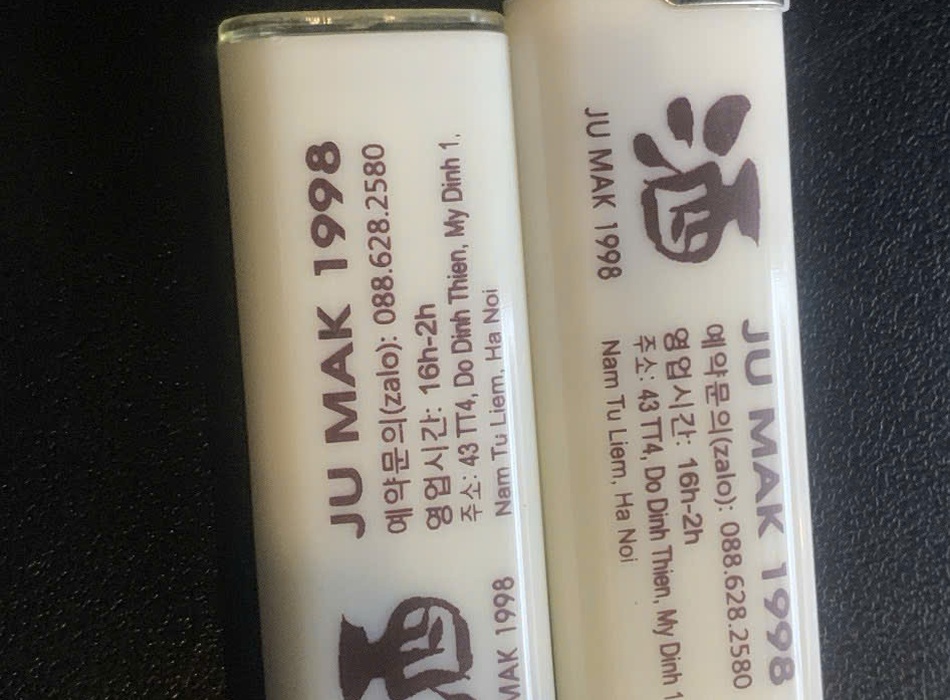 JU MAK 1998
예약문의(zalo): 088.628.2580
영업시간: 16h-2h
주소: 43 TT4, Do Dinh Thien, My Dinh 1,
Nam Tu Liem, Ha Noi
酒
MAK 1998
酒
JU MAK 1998
JU MAK 1998
예약문의(zalo): 088.628.2580
영업시간: 16h-2h
주소: 43 TT4, Do Dinh Thien, My Dinh 1
Nam Tu Liem, Ha Noi